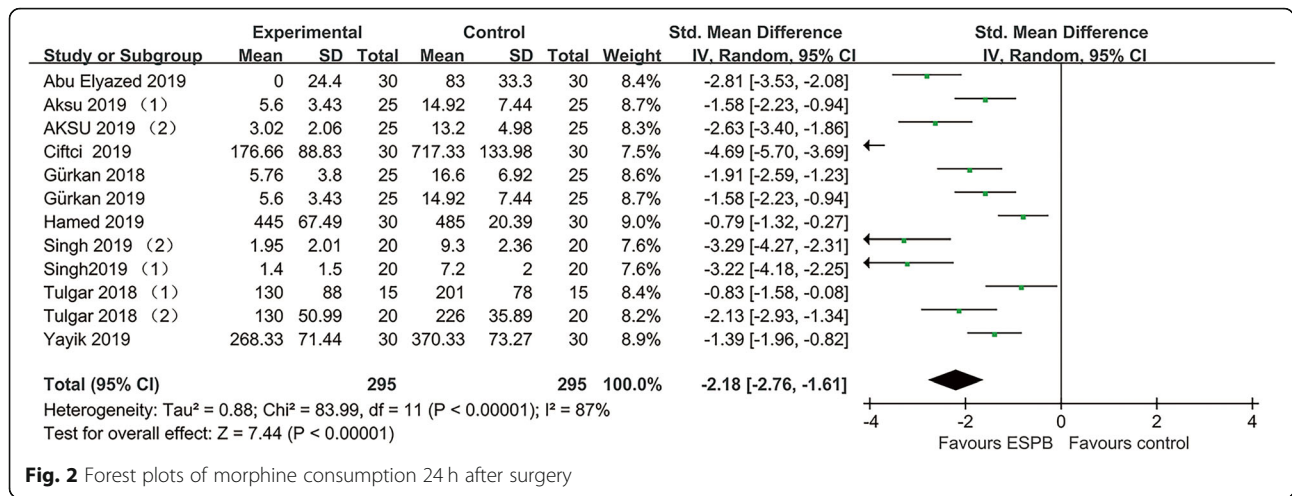 Experimental Control Std. Mean Difference Std. Mean Difference
Study or Subgroup Mean SD Total Mean SD Total Weight IV, Random, 95% CI IV, Random, 95% CI
Abu Elyazed 2019 0 24.4 30 83 33.3 30 8.4% -2.81 [-3.53, -2.08]
Aksu 2019 （1） 5.6 3.43 25 14.92 7.44 25 8.7% -1.58 [-2.23, -0.94]
AKSU 2019 （2） 3.02 2.06 25 13.2 4.98 25 8.3% -2.63 [-3.40, -1.86]
Ciftci 2019 176.66 88.83 30 717.33 133.98 30 7.5% -4.69 [-5.70, -3.69]
Gürkan 2018 5.76 3.8 25 16.6 6.92 25 8.6% -1.91 [-2.59, -1.23]
Gürkan 2019 5.6 3.43 25 14.92 7.44 25 8.7% -1.58 [-2.23, -0.94]
Hamed 2019 445 67.49 30 485 20.39 30 9.0% -0.79 [-1.32, -0.27]
Singh 2019 （2） 1.95 2.01 20 9.3 2.36 20 7.6% -3.29 [-4.27, -2.31]
Singh2019 （1） 1.4 1.5 20 7.2 2 20 7.6% -3.22 [-4.18, -2.25]
Tulgar 2018 （1） 130 88 15 201 78 15 8.4% -0.83 [-1.58, -0.08]
Tulgar 2018 （2） 130 50.99 20 226 35.89 20 8.2% -2.13 [-2.93, -1.34]
Yayik 2019 268.33 71.44 30 370.33 73.27 30 8.9% -1.39 [-1.96, -0.82]
Total (95% CI) 295 295 100.0% -2.18 [-2.76, -1.61]
Heterogeneity: Tau² = 0.88; Chi² = 83.99, df = 11 (P < 0.00001); I² = 87%
Test for overall effect: Z = 7.44 (P < 0.00001)
-4 -2 0 2 4
Favours ESPB Favours control
Fig. 2 Forest plots of morphine consumption 24 h after surgery